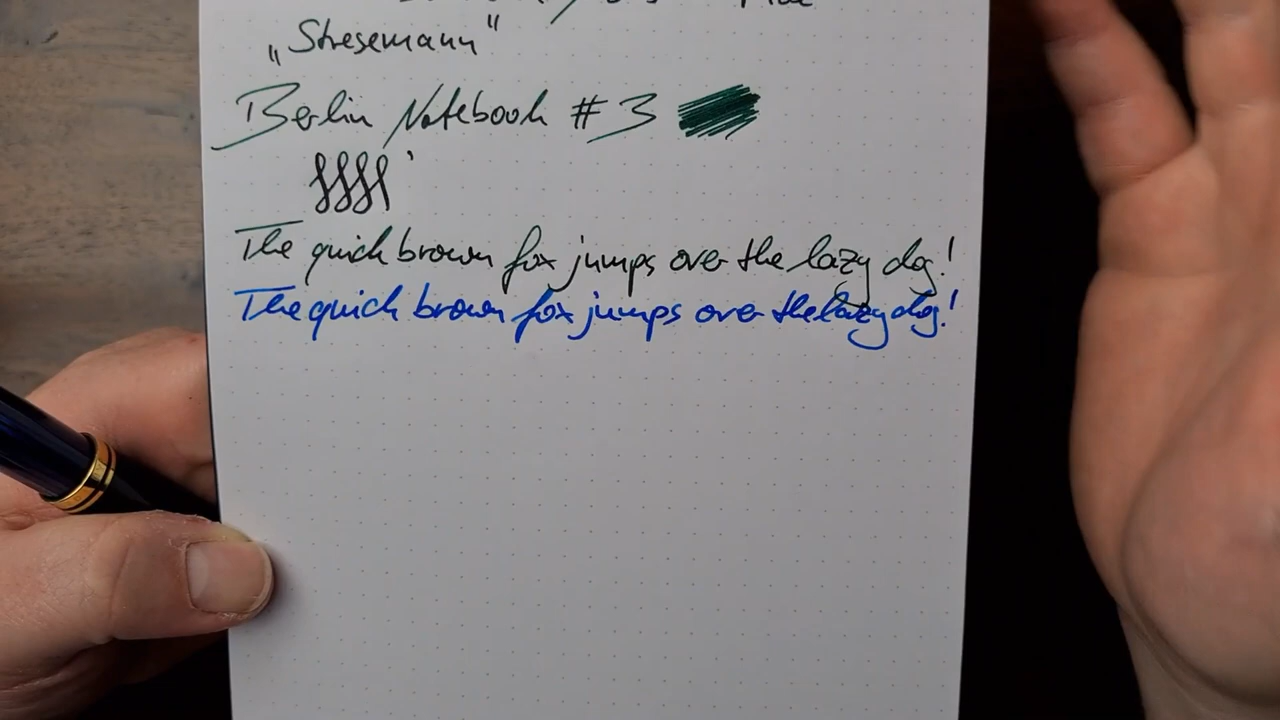 „Stresemann"
Berlin Notebook #3
The quick brown fox jumps over the lazy dog!
The quick brown fox jumps over the lazy dog!